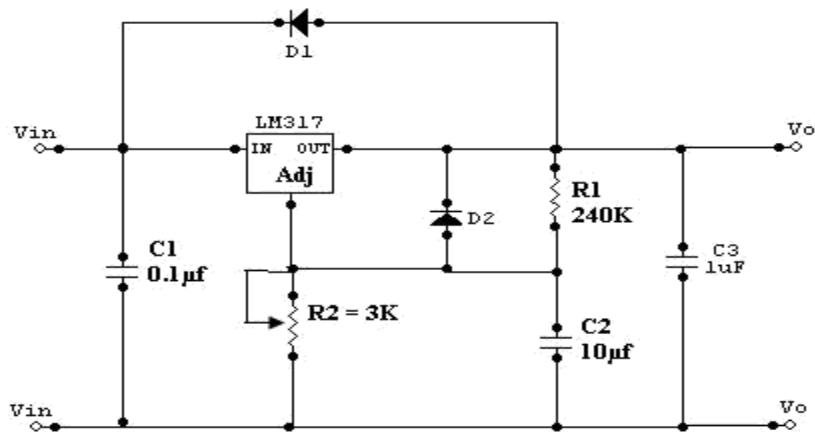 D1
LM317
Vin
IN OUT
Vo
Adj
R1
240K
D2
C1
0.1µf
C3
1uF
R2 = 3K
C2
10µf
Vin
Vo